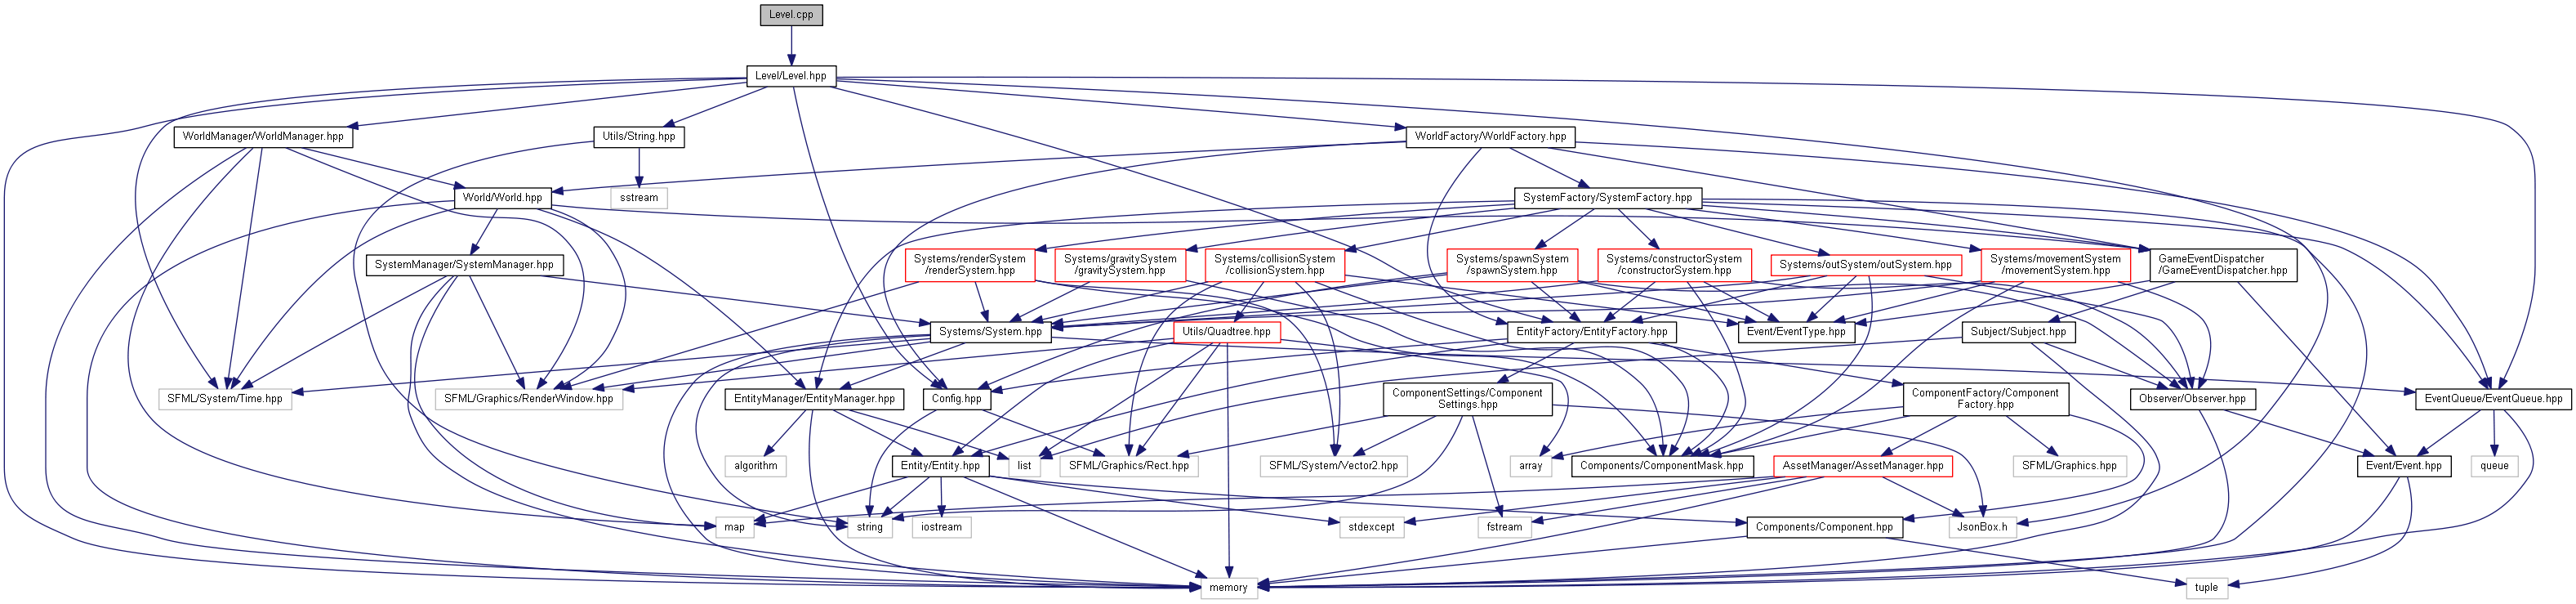 Level.cpp
Level/Level.hpp
WorldManager/WorldManager.hpp
Utils/String.hpp
WorldFactory/WorldFactory.hpp
World/World.hpp
sstream
SystemFactory/SystemFactory.hpp
SystemManager/SystemManager.hpp
Systems/renderSystem
/renderSystem.hpp
Systems/gravitySystem
/gravitySystem.hpp
Systems/collisionSystem
/collisionSystem.hpp
Systems/spawnSystem
/spawnSystem.hpp
Systems/constructorSystem
/constructorSystem.hpp
Systems/outSystem/outSystem.hpp
Systems/movementSystem
/movementSystem.hpp
GameEventDispatcher
/GameEventDispatcher.hpp
Systems/System.hpp
Utils/Quadtree.hpp
EntityFactory/EntityFactory.hpp
Event/EventType.hpp
Subject/Subject.hpp
SFML/System/Time.hpp
SFML/Graphics/RenderWindow.hpp
EntityManager/EntityManager.hpp
Config.hpp
ComponentSettings/Component
Settings.hpp
ComponentFactory/Component
Factory.hpp
Observer/Observer.hpp
EventQueue/EventQueue.hpp
algorithm
Entity/Entity.hpp
list
SFML/Graphics/Rect.hpp
SFML/System/Vector2.hpp
array
Components/ComponentMask.hpp
AssetManager/AssetManager.hpp
SFML/Graphics.hpp
Event/Event.hpp
queue
map
string
iostream
stdexcept
Components/Component.hpp
fstream
JsonBox.h
memory
tuple